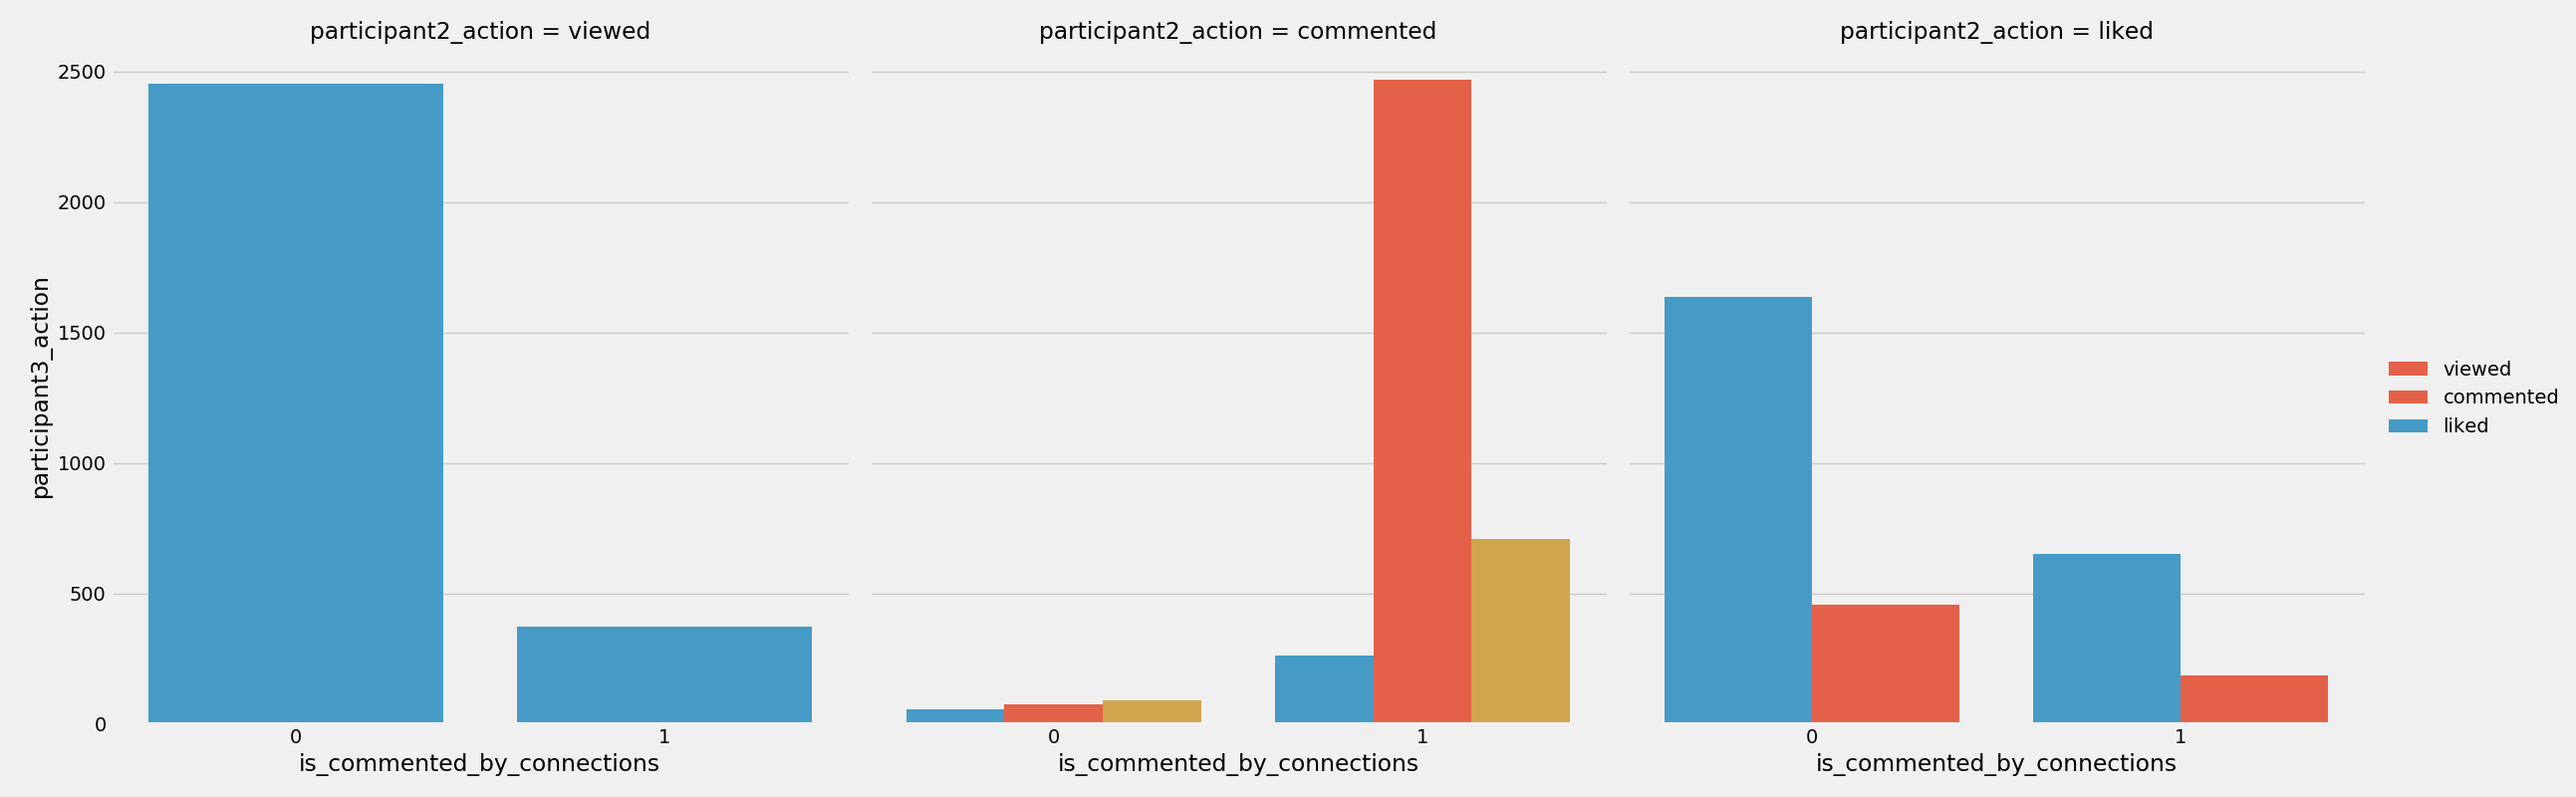 participant2_action = viewed
participant2_action = commented
participant2_action = liked
participant3_action
2500
2000
1500
1000
500
0
0
1
0
1
0
1
is_commented_by_connections
is_commented_by_connections
is_commented_by_connections
viewed
commented
liked